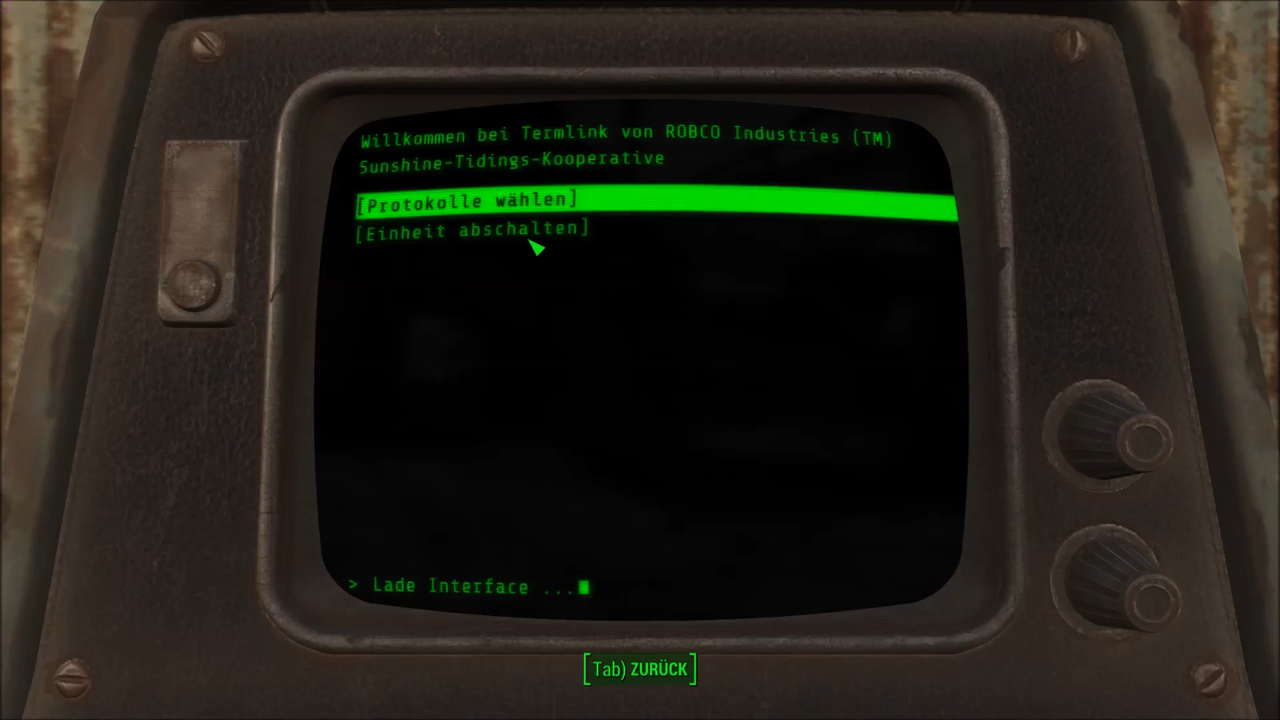 Willkommen bei Termlink von ROBCO Industries (TM)
Sunshine-Tidings-Kooperative
[Protokolle wählen]
[Einheit abschalten]
> Lade Interface ...
[Tab) ZURÜCK]